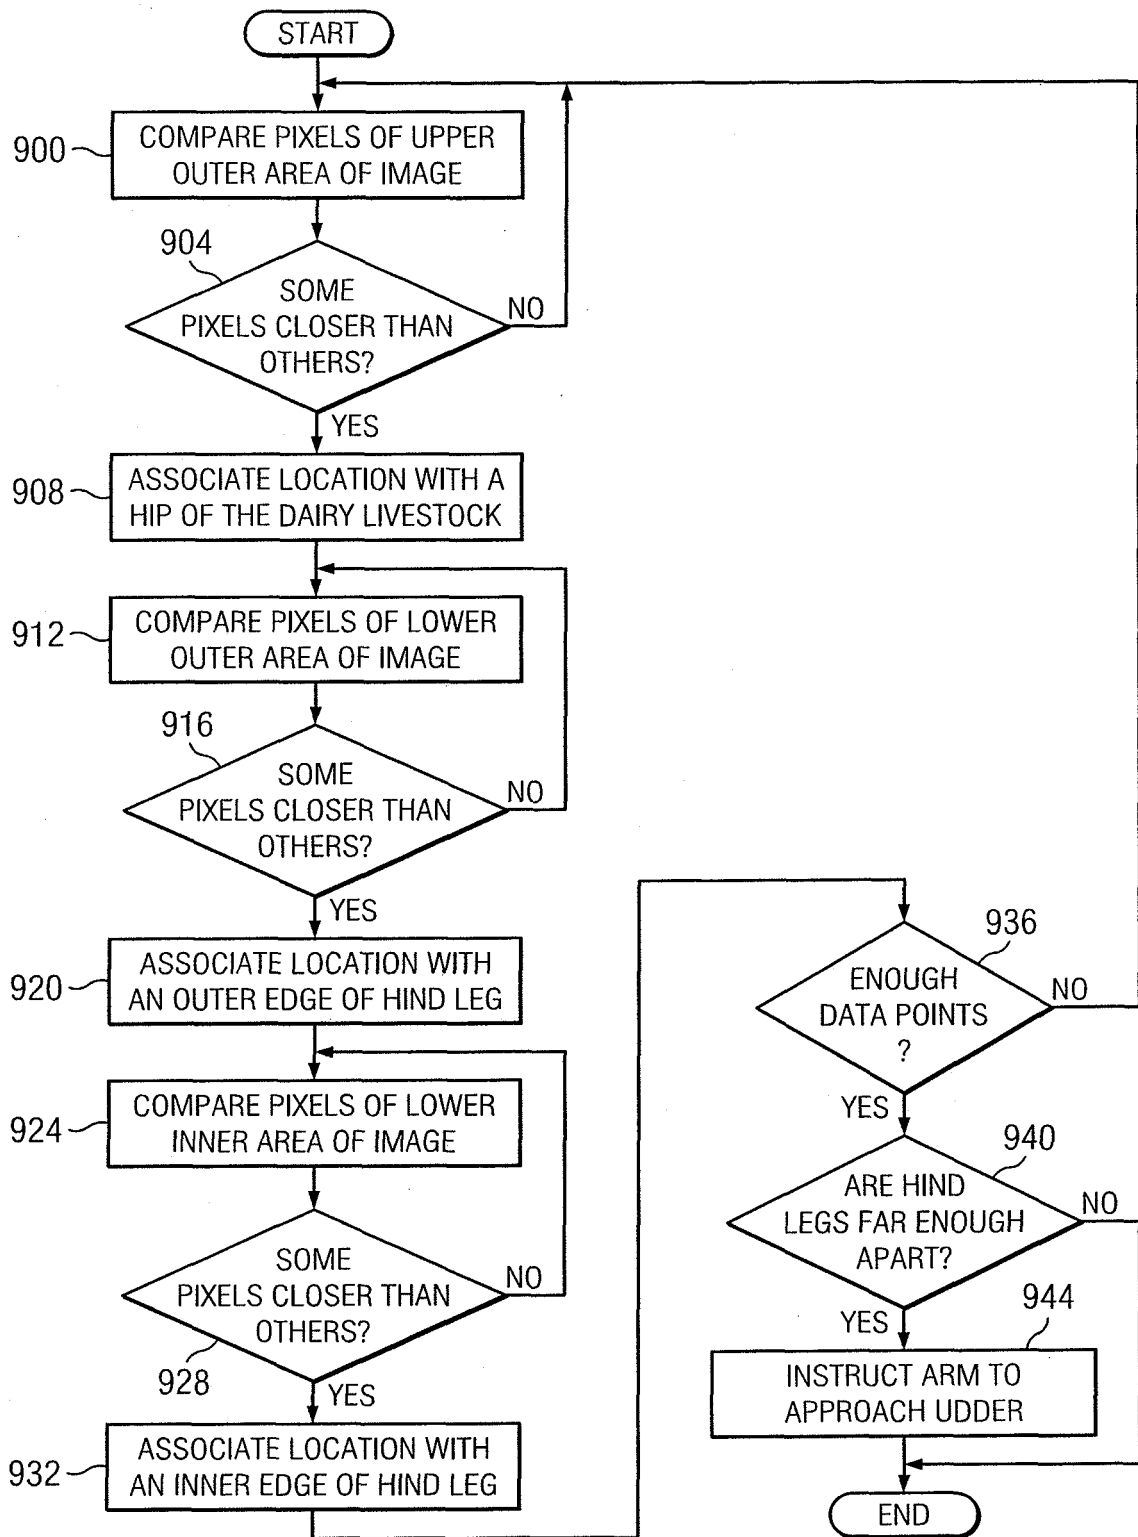 START
900
COMPARE PIXELS OF UPPER
OUTER AREA OF IMAGE
904
SOME
PIXELS CLOSER THAN
OTHERS?
NO
YES
908
ASSOCIATE LOCATION WITH A
HIP OF THE DAIRY LIVESTOCK
912
COMPARE PIXELS OF LOWER
OUTER AREA OF IMAGE
916
SOME
PIXELS CLOSER THAN
OTHERS?
NO
YES
920
ASSOCIATE LOCATION WITH
AN OUTER EDGE OF HIND LEG
924
COMPARE PIXELS OF LOWER
INNER AREA OF IMAGE
SOME
PIXELS CLOSER THAN
OTHERS?
NO
928
YES
932
ASSOCIATE LOCATION WITH
AN INNER EDGE OF HIND LEG
936
ENOUGH
DATA POINTS
?
NO
YES
940
ARE HIND
LEGS FAR ENOUGH
APART?
NO
YES
944
INSTRUCT ARM TO
APPROACH UDDER
END